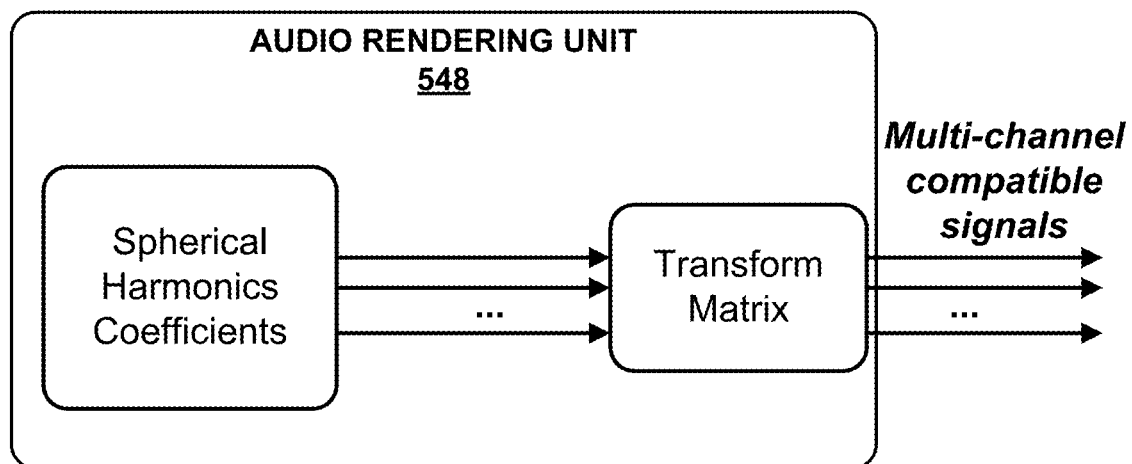 AUDIO RENDERING UNIT
548
Multi-channel
compatible
signals
Spherical
Harmonics
Coefficients
...
Transform
Matrix
...